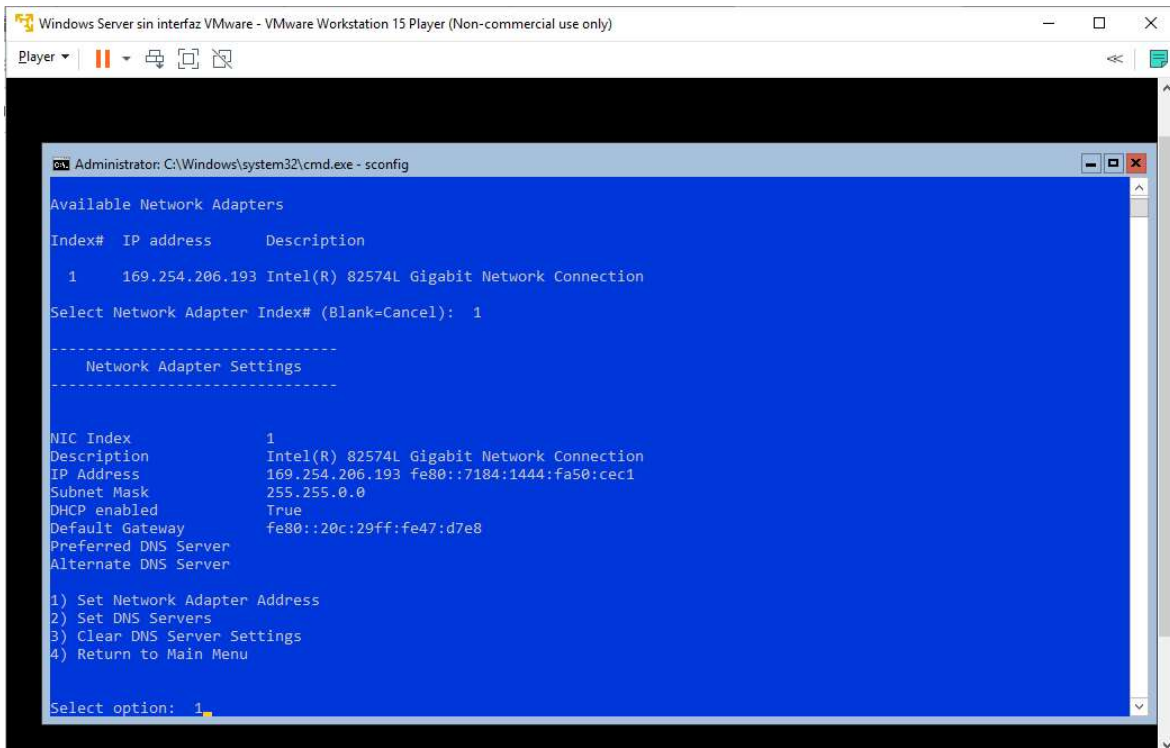 Windows Server sin interfaz VMware - VMware Workstation 15 Player (Non-commercial use only)
Player
Administrator: C:\Windows\system32\cmd.exe - sconfig
Available Network Adapters
Index#  IP address      Description
1     169.254.206.193 Intel(R) 82574L Gigabit Network Connection
Select Network Adapter Index# (Blank=Cancel):  1
--------------------------------
Network Adapter Settings
--------------------------------
NIC Index               1
Description             Intel(R) 82574L Gigabit Network Connection
IP Address              169.254.206.193 fe80::7184:1444:fa50:cec1
Subnet Mask             255.255.0.0
DHCP enabled            True
Default Gateway         fe80::20c:29ff:fe47:d7e8
Preferred DNS Server
Alternate DNS Server
1) Set Network Adapter Address
2) Set DNS Servers
3) Clear DNS Server Settings
4) Return to Main Menu
Select option:  1